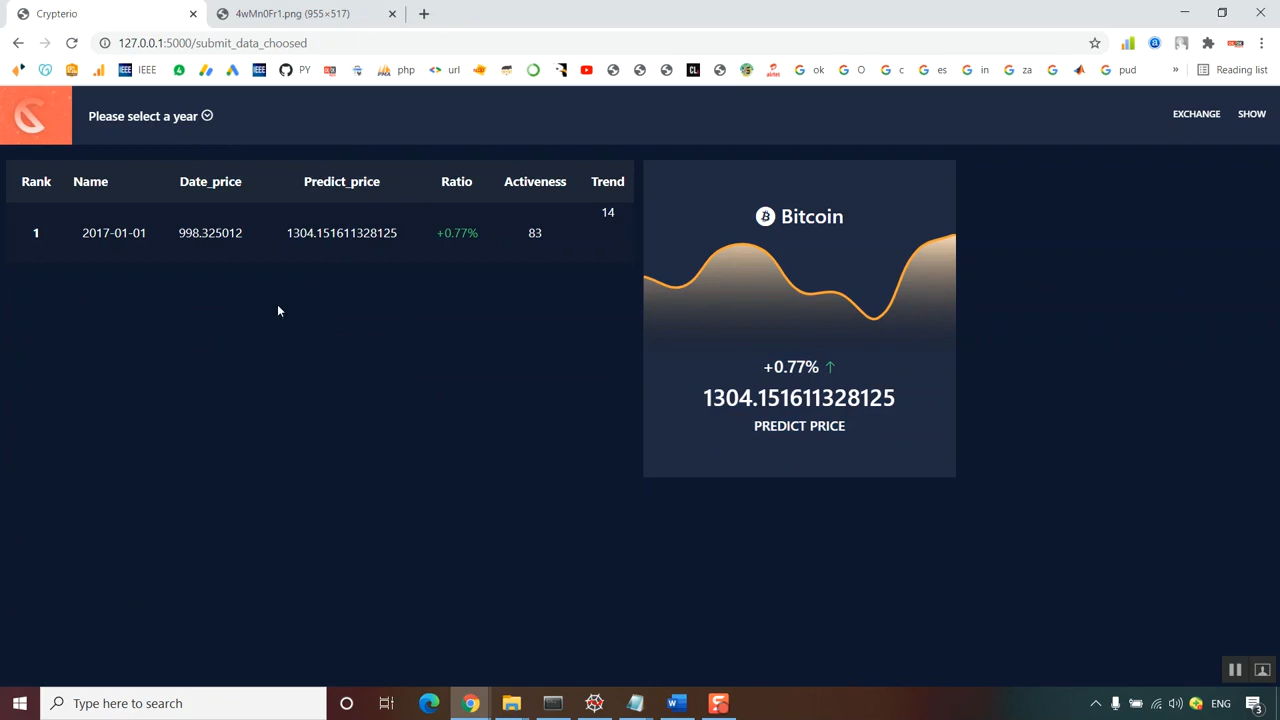 Crypterio
4wMn0Fr1.png (955×517)
127.0.0.1:5000/submit_data_choosed
IEEE
PY
php
url
ok
O
c
es
in
za
pud
»
Reading list
Please select a year
EXCHANGE
SHOW
Rank Name Date_price Predict_price Ratio Activeness Trend
14
1 2017-01-01 998.325012 1304.151611328125 +0.77% 83
Bitcoin
+0.77% ↑
1304.151611328125
PREDICT PRICE
Type here to search
ENG
3